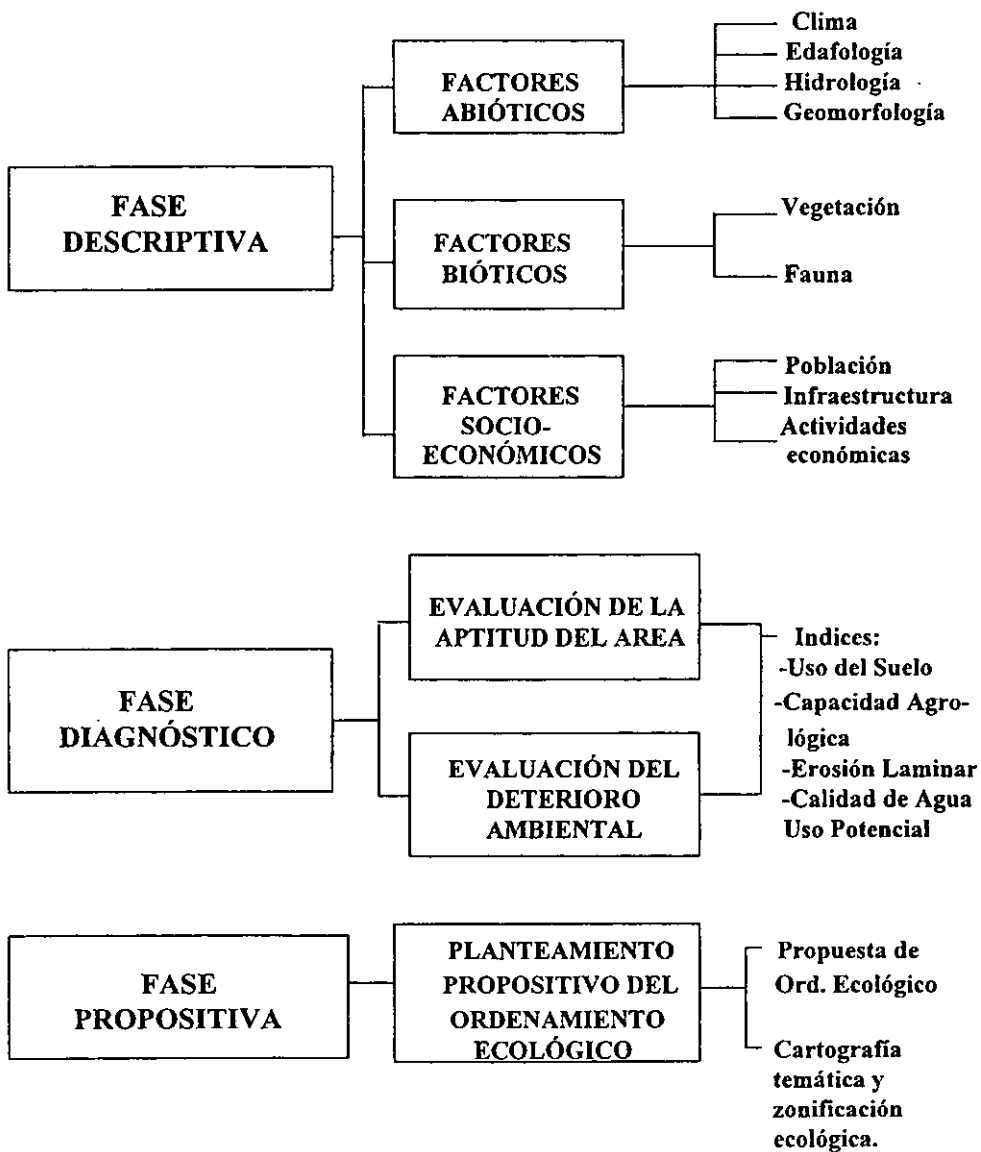 FASE
DESCRIPTIVA
FACTORES
ABIÓTICOS
Clima
Edafología
Hidrología
Geomorfología
FACTORES
BIÓTICOS
Vegetación
Fauna
FACTORES
SOCIO-
ECONÓMICOS
Población
Infraestructura
Actividades
económicas
FASE
DIAGNÓSTICO
EVALUACIÓN DE LA
APTITUD DEL AREA
EVALUACIÓN DEL
DETERIORO
AMBIENTAL
Indices:
-Uso del Suelo
-Capacidad Agro-
lógica
-Erosión Laminar
-Calidad de Agua
Uso Potencial
FASE
PROPOSITIVA
PLANTEAMIENTO
PROPOSITIVO DEL
ORDENAMIENTO
ECOLÓGICO
Propuesta de
Ord. Ecológico
Cartografía
temática y
zonificación
ecológica.